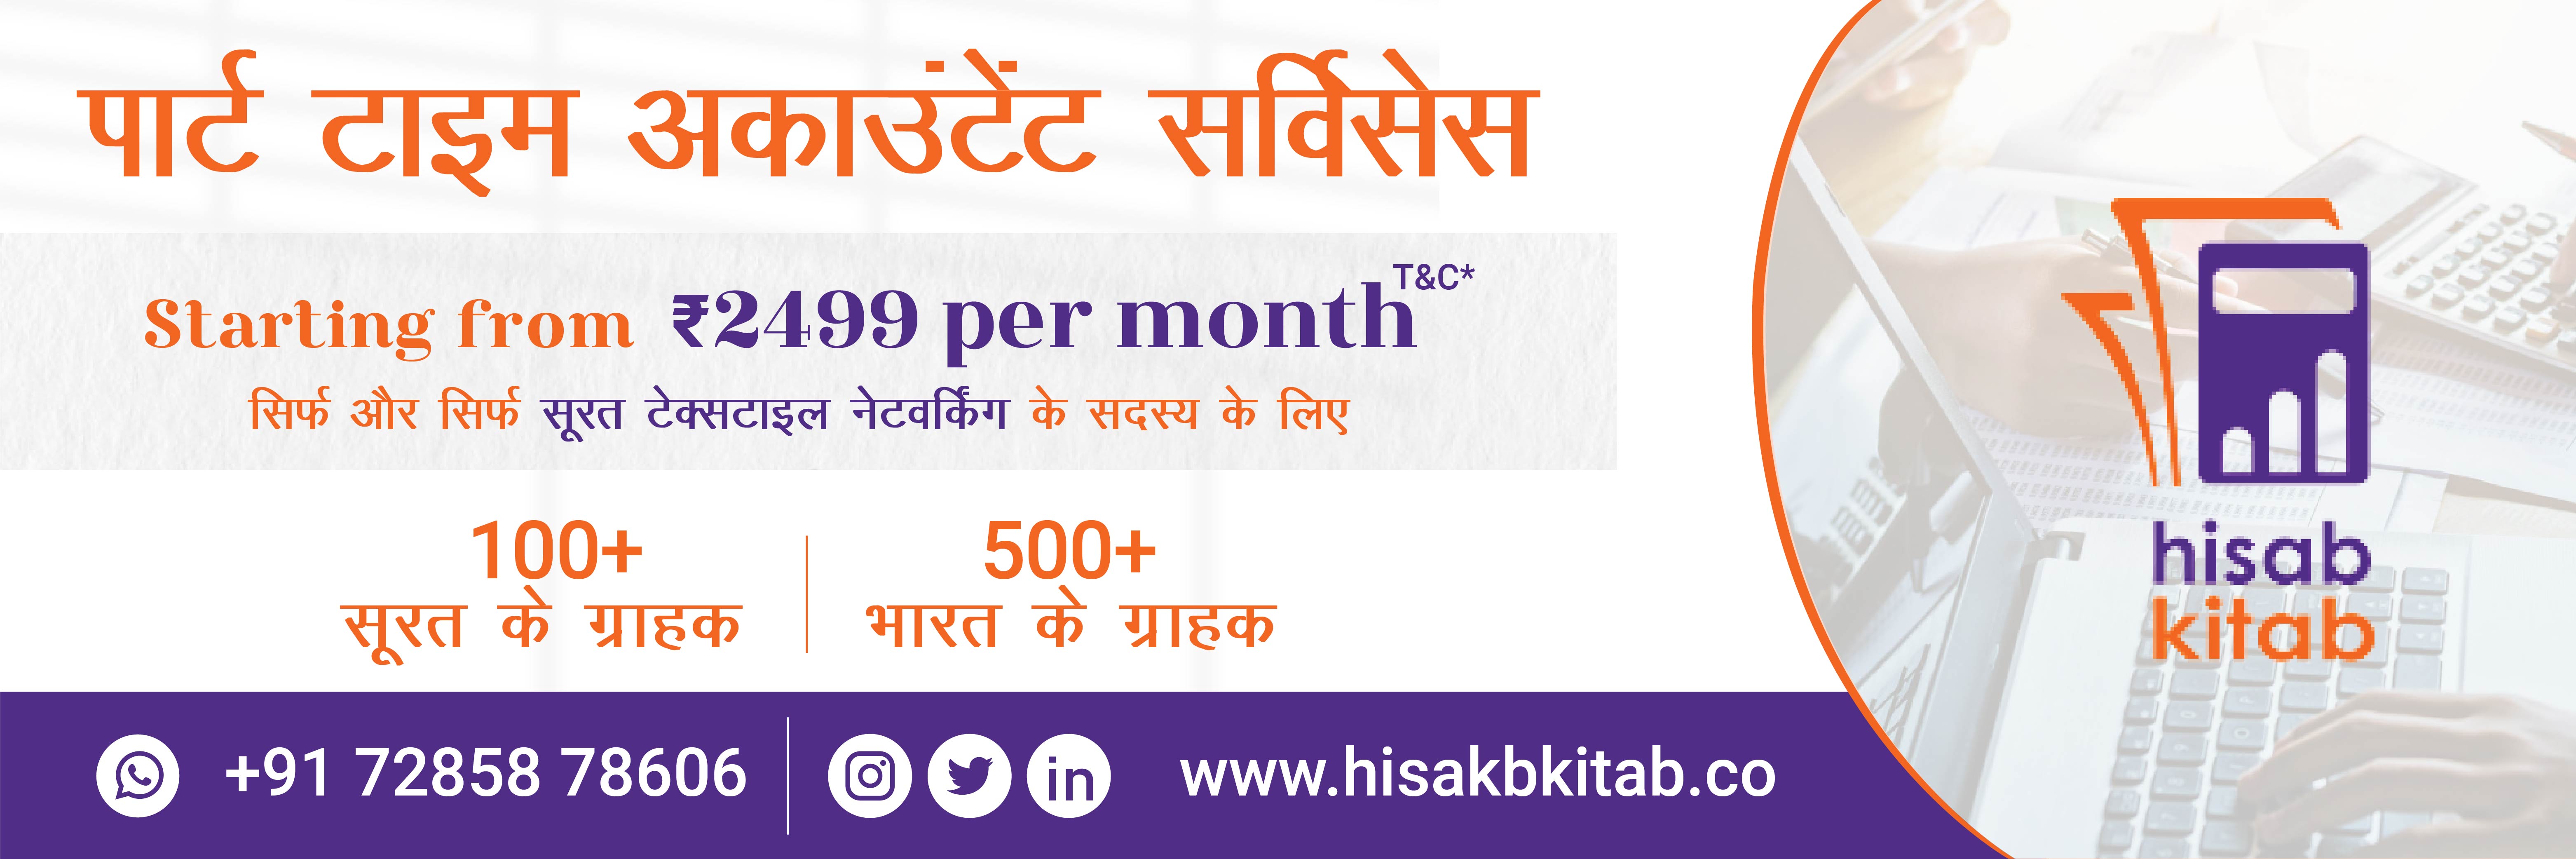 पार्ट टाइम अकाउंटेंट सर्विसेस
Starting from ₹2499 per month T&C*
सिर्फ और सिर्फ सूरत टेक्सटाइल नेटवर्किंग के सदस्य के लिए
100+
सूरत के ग्राहक
500+
भारत के ग्राहक
hisab
kitab
+91 72858 78606
in
www.hisakbkitab.co